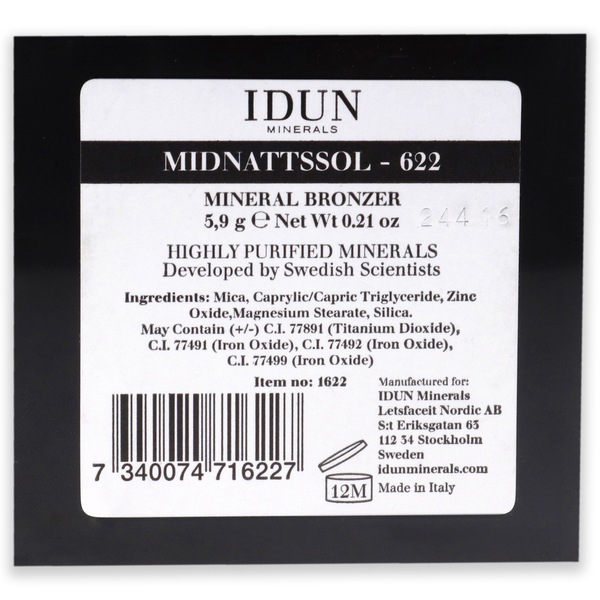 IDUN
MINERALS
MIDNATTSSOL - 622
MINERAL BRONZER
5,9 g ℮ Net Wt 0.21 oz
HIGHLY PURIFIED MINERALS
Developed by Swedish Scientists
Ingredients: Mica, Caprylic/Capric Triglyceride, Zinc
Oxide,Magnesium Stearate, Silica.
May Contain (+/-) C.I. 77891 (Titanium Dioxide),
C.I. 77491 (Iron Oxide), C.I. 77492 (Iron Oxide),
C.I. 77499 (Iron Oxide)
Item no: 1622
7 340074 716227
12M
Manufactured for:
IDUN Minerals
Letsfaceit Nordic AB
S:t Eriksgatan 63
112 34 Stockholm
Sweden
idunminerals.com
Made in Italy